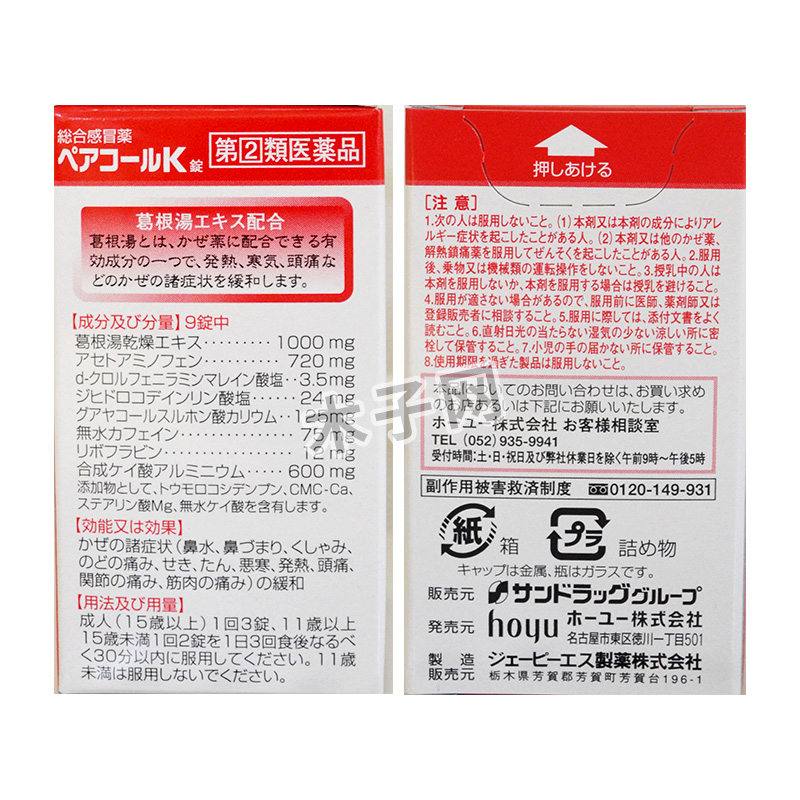 総合感冒薬
ペアコールK錠
第②類医薬品
葛根湯エキス配合
葛根湯とは、かぜ薬に配合できる有
効成分の一つで、発熱、寒気、頭痛な
どのかぜの諸症状を緩和します。
【成分及び分量】9錠中
葛根湯乾燥エキス・・・・・・・・・・1000mg
アセトアミノフェン・・・・・・・・・・720mg
d-クロルフェニラミンマレイン酸塩・・3.5mg
ジヒドロコデインリン酸塩・・・・・・24mg
グアヤコールスルホン酸カリウム・・・125mg
無水カフェイン・・・・・・・・・・75mg
リボフラビン・・・・・・・・・・12mg
合成ケイ酸アルミニウム・・・・・・600mg
添加物として、トウモロコシデンプン、CMC-Ca、
ステアリン酸Mg、無水ケイ酸を含有します。
【効能又は効果】
かぜの諸症状(鼻水、鼻づまり、くしゃみ、
のどの痛み、せき、たん、悪寒、発熱、頭痛、
関節の痛み、筋肉の痛み)の緩和
【用法及び用量】
成人(15歳以上)1回3錠、11歳以上
15歳未満1回2錠を1日3回食後なるべ
く30分以内に服用してください。11歳
未満は服用しないでください。
押しあける
［注 意］
1.次の人は服用しないこと。(1)本剤又は本剤の成分によりアレ
ルギー症状を起こしたことがある人。(2)本剤又は他のかぜ薬、
解熱鎮痛薬を服用してぜんそくを起こしたことがある人。2.服用
後、乗物又は機械類の運転操作をしないこと。3.授乳中の人は
本剤を服用しないか、本剤を服用する場合は授乳を避けること。
4.服用が適さない場合があるので、服用前に医師、薬剤師又は
登録販売者に相談すること。5.服用に際しては、添付文書をよく
読むこと。6.直射日光の当たらない湿気の少ない涼しい所に密
栓して保管すること。7.小児の手の届かない所に保管すること。
8.使用期限を過ぎた製品は服用しないこと。
本品についてのお問い合わせは、お買い求め
のお店あるいは下記にお願いいたします。
ホーユー株式会社 お客様相談室
TEL (052)935-9941
受付時間:土・日・祝日及び弊社休業日を除く午前9時～午後5時
副作用被害救済制度 0120-149-931
紙 箱 プラ 詰め物
キャップは金属、瓶はガラスです。
販売元 サンドラッググループ
発売元 hoyu ホーユー株式会社
名古屋市東区徳川一丁目501
製造販売元 ジェーピーエス製薬株式会社
栃木県芳賀郡芳賀町芳賀台196-1
木子网